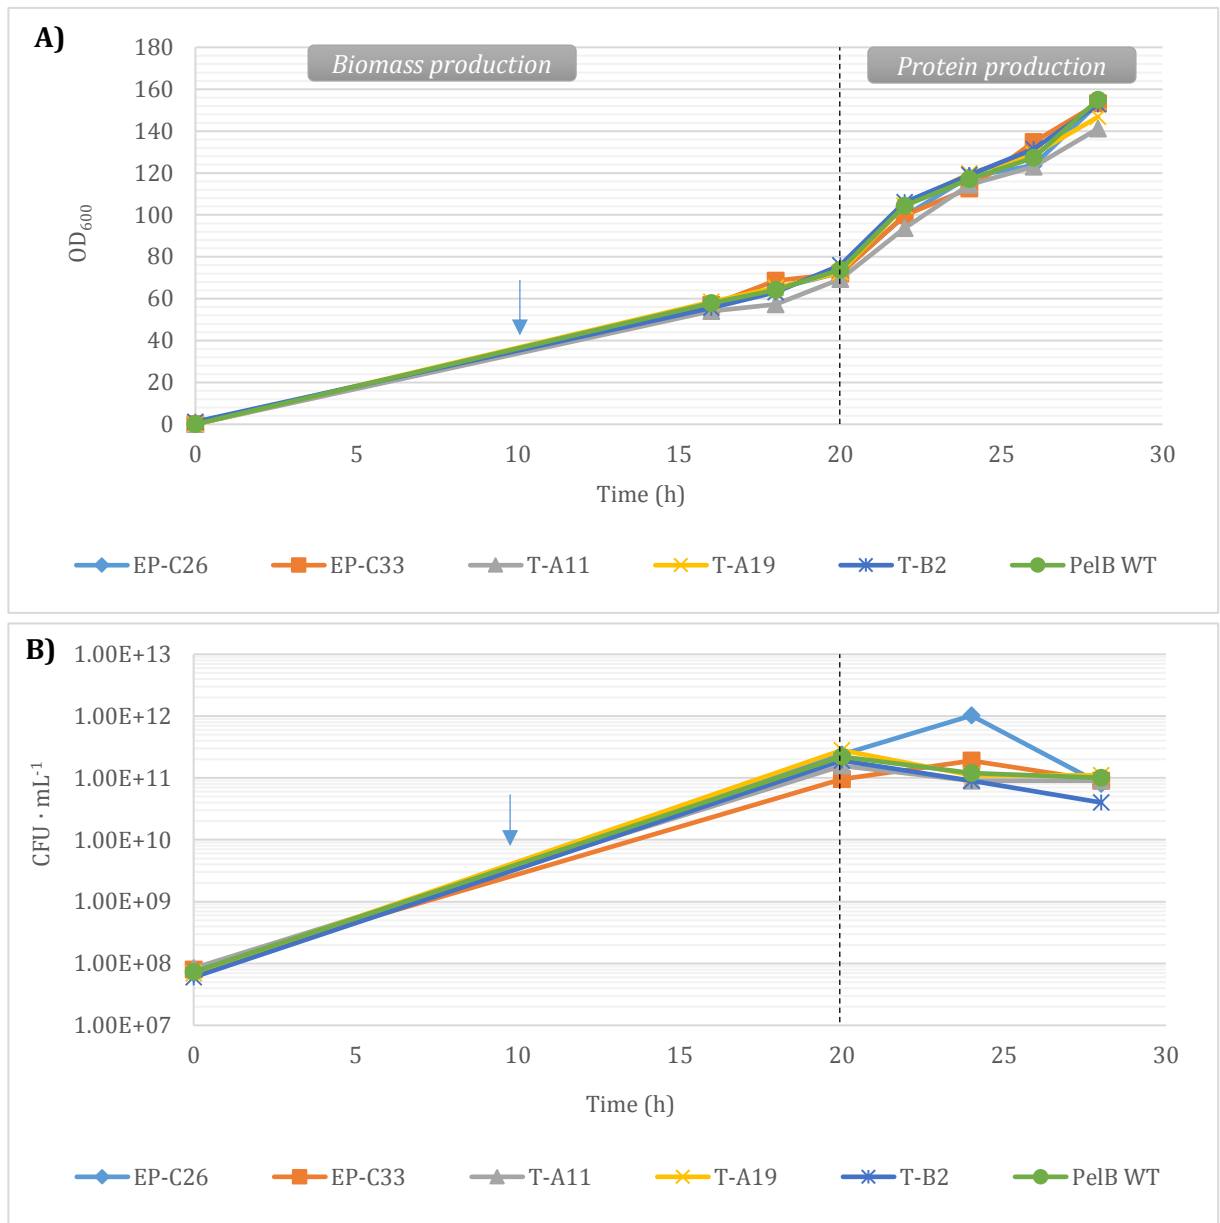 A)
Biomass production
Protein production
180
160
140
120
100
80
60
40
20
0
OD600
0 5 10 15 20 25 30
Time (h)
EP-C26 EP-C33 T-A11 T-A19 T-B2 PelB WT
B)
1.00E+13
1.00E+12
1.00E+11
1.00E+10
1.00E+09
1.00E+08
1.00E+07
CFU · mL-1
0 5 10 15 20 25 30
Time (h)
EP-C26 EP-C33 T-A11 T-A19 T-B2 PelB WT